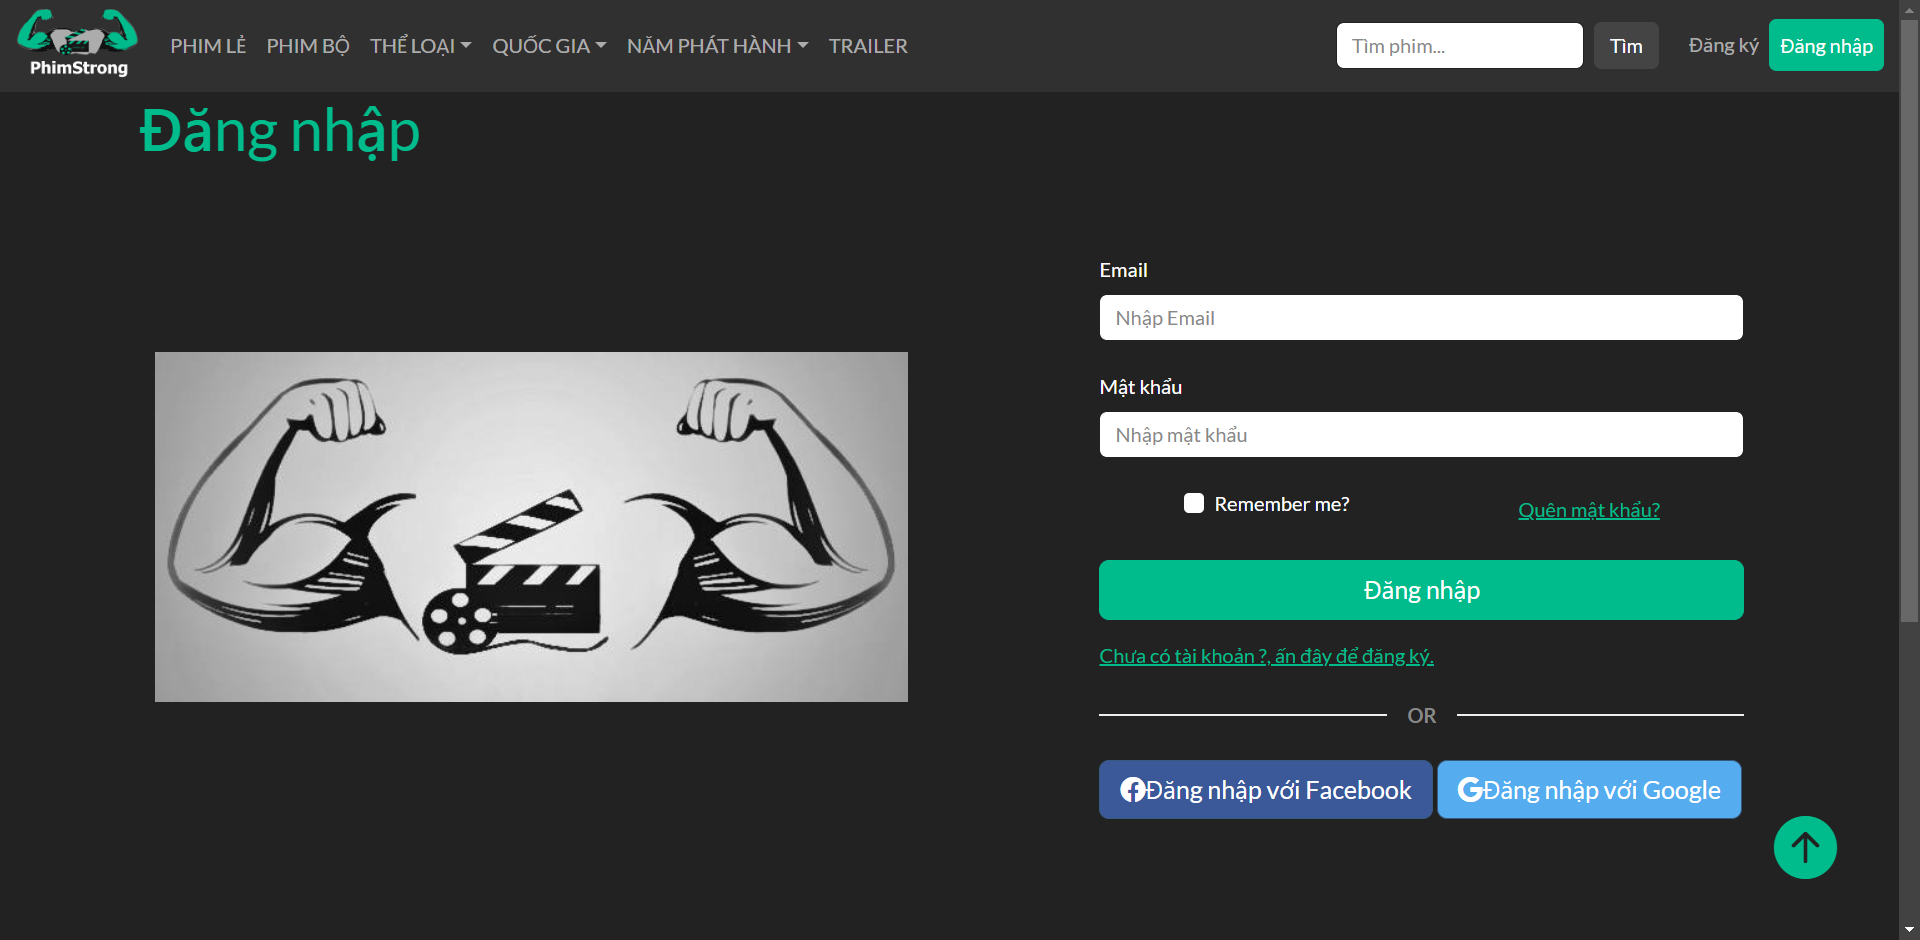 PhimStrong
PHIM LẺ PHIM BỘ THỂ LOẠI QUỐC GIA NĂM PHÁT HÀNH TRAILER Tìm phim... Tìm Đăng ký Đăng nhập
Đăng nhập
Email
Nhập Email
Mật khẩu
Nhập mật khẩu
Remember me? Quên mật khẩu?
Đăng nhập
Chưa có tài khoản ?, ấn đây để đăng ký.
OR
Đăng nhập với Facebook Đăng nhập với Google